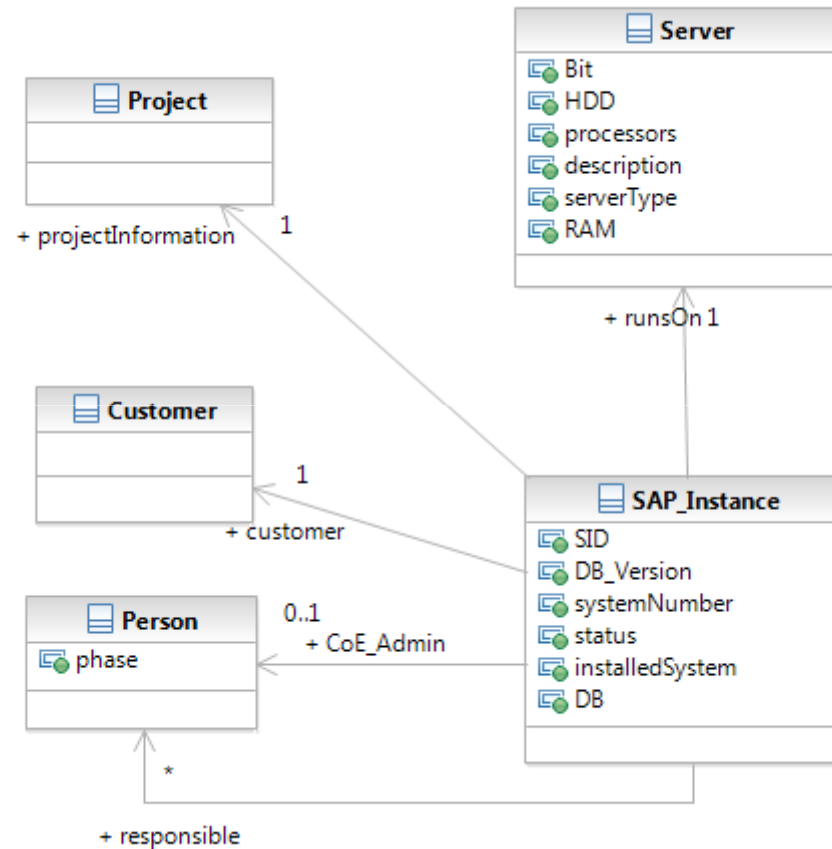 Server
Bit
HDD
processors
description
serverType
RAM
Project
+ projectInformation
1
+ runsOn 1
Customer
1
+ customer
SAP_Instance
SID
DB_Version
systemNumber
status
installedSystem
DB
Person
phase
0..1
+ CoE_Admin
*
+ responsible